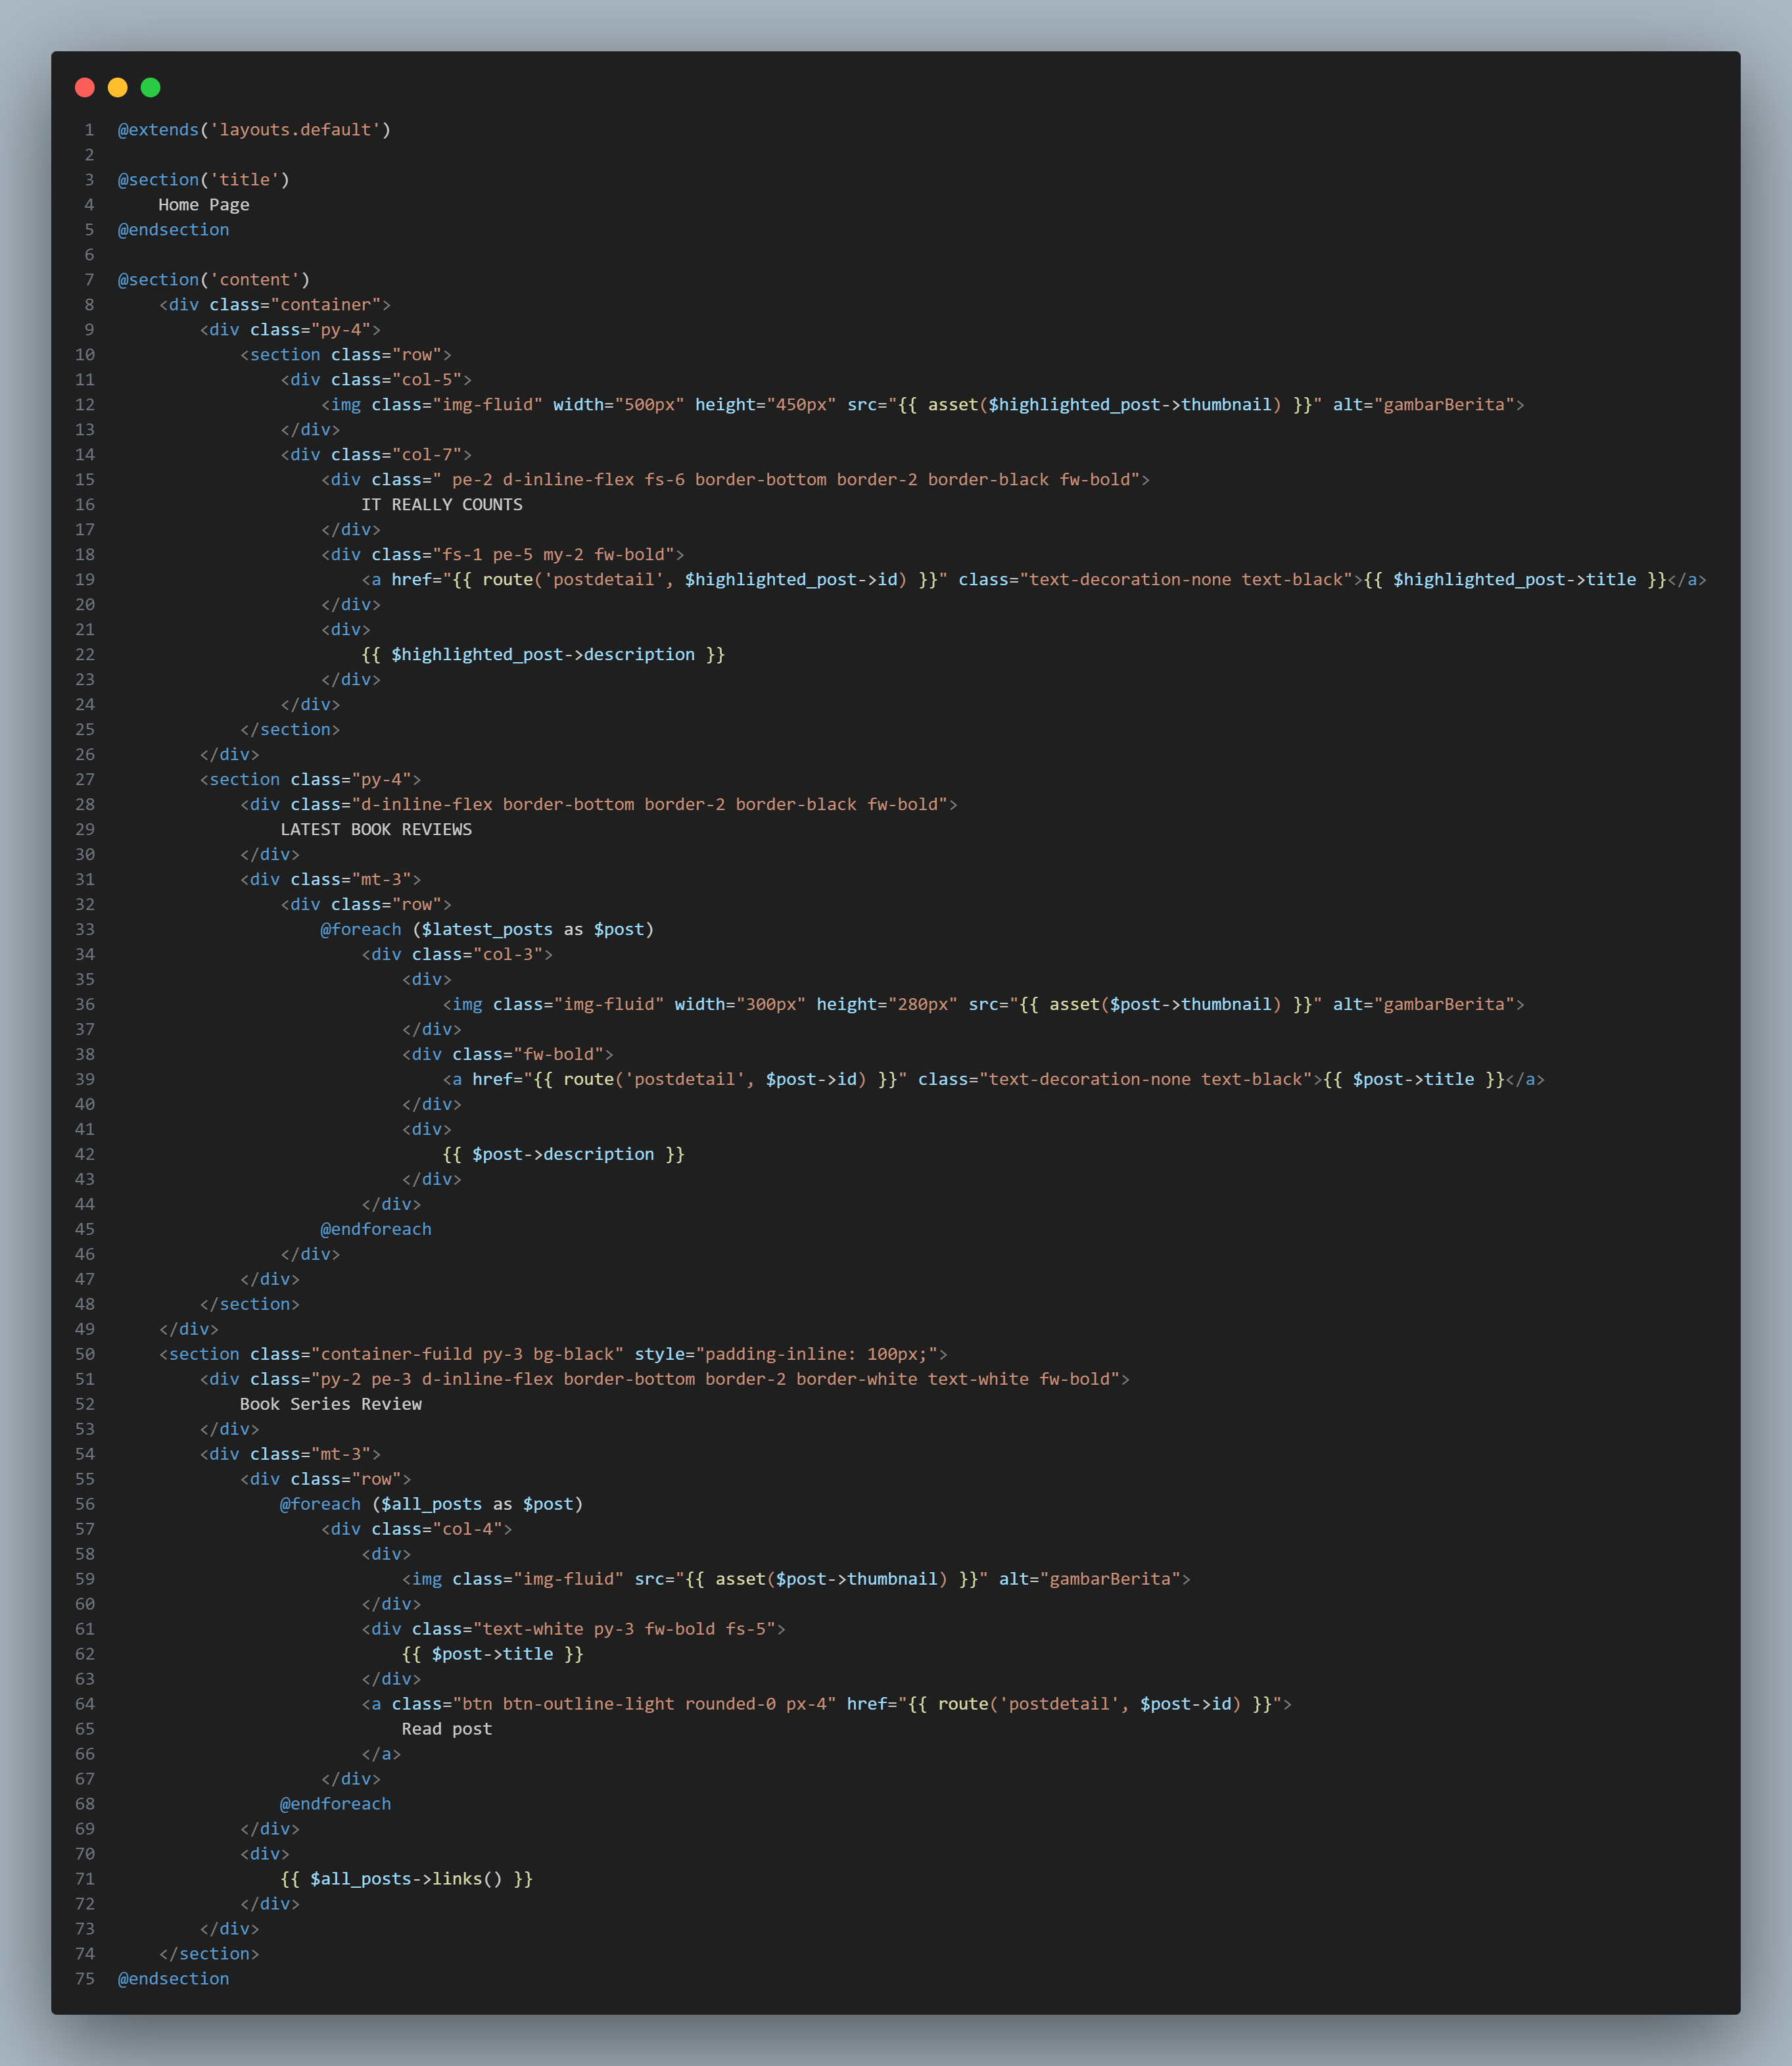 1 @extends('layouts.default')
2
3 @section('title')
4     Home Page
5 @endsection
6
7 @section('content')
8     <div class="container">
9         <div class="py-4">
10             <section class="row">
11                 <div class="col-5">
12                     <img class="img-fluid" width="500px" height="450px" src="{{ asset($highlighted_post->thumbnail) }}" alt="gambarBerita">
13                 </div>
14                 <div class="col-7">
15                     <div class=" pe-2 d-inline-flex fs-6 border-bottom border-2 border-black fw-bold">
16                         IT REALLY COUNTS
17                     </div>
18                     <div class="fs-1 pe-5 my-2 fw-bold">
19                         <a href="{{ route('postdetail', $highlighted_post->id) }}" class="text-decoration-none text-black">{{ $highlighted_post->title }}</a>
20                     </div>
21                     <div>
22                         {{ $highlighted_post->description }}
23                     </div>
24                 </div>
25             </section>
26         </div>
27         <section class="py-4">
28             <div class="d-inline-flex border-bottom border-2 border-black fw-bold">
29                 LATEST BOOK REVIEWS
30             </div>
31             <div class="mt-3">
32                 <div class="row">
33                     @foreach ($latest_posts as $post)
34                         <div class="col-3">
35                             <div>
36                                 <img class="img-fluid" width="300px" height="280px" src="{{ asset($post->thumbnail) }}" alt="gambarBerita">
37                             </div>
38                             <div class="fw-bold">
39                                 <a href="{{ route('postdetail', $post->id) }}" class="text-decoration-none text-black">{{ $post->title }}</a>
40                             </div>
41                             <div>
42                                 {{ $post->description }}
43                             </div>
44                         </div>
45                     @endforeach
46                 </div>
47             </div>
48         </section>
49     </div>
50     <section class="container-fuild py-3 bg-black" style="padding-inline: 100px;">
51         <div class="py-2 pe-3 d-inline-flex border-bottom border-2 border-white text-white fw-bold">
52             Book Series Review
53         </div>
54         <div class="mt-3">
55             <div class="row">
56                 @foreach ($all_posts as $post)
57                     <div class="col-4">
58                         <div>
59                             <img class="img-fluid" src="{{ asset($post->thumbnail) }}" alt="gambarBerita">
60                         </div>
61                         <div class="text-white py-3 fw-bold fs-5">
62                             {{ $post->title }}
63                         </div>
64                         <a class="btn btn-outline-light rounded-0 px-4" href="{{ route('postdetail', $post->id) }}">
65                             Read post
66                         </a>
67                     </div>
68                 @endforeach
69             </div>
70             <div>
71                 {{ $all_posts->links() }}
72             </div>
73         </div>
74     </section>
75 @endsection